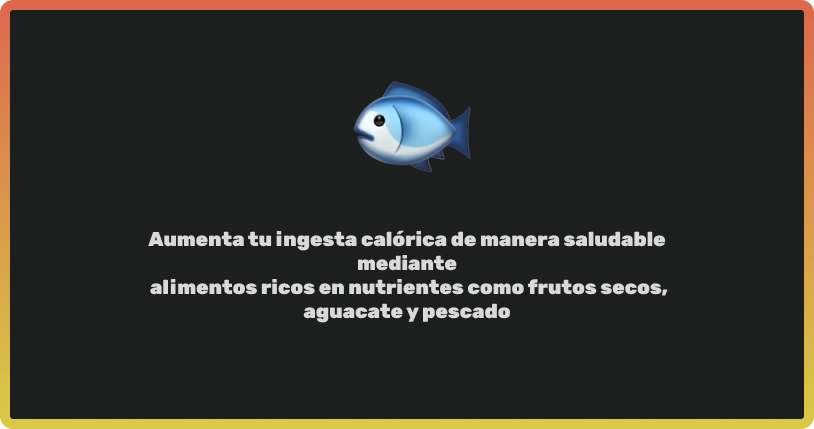 Aumenta tu ingesta calórica de manera saludable
mediante
alimentos ricos en nutrientes como frutos secos,
aguacate y pescado